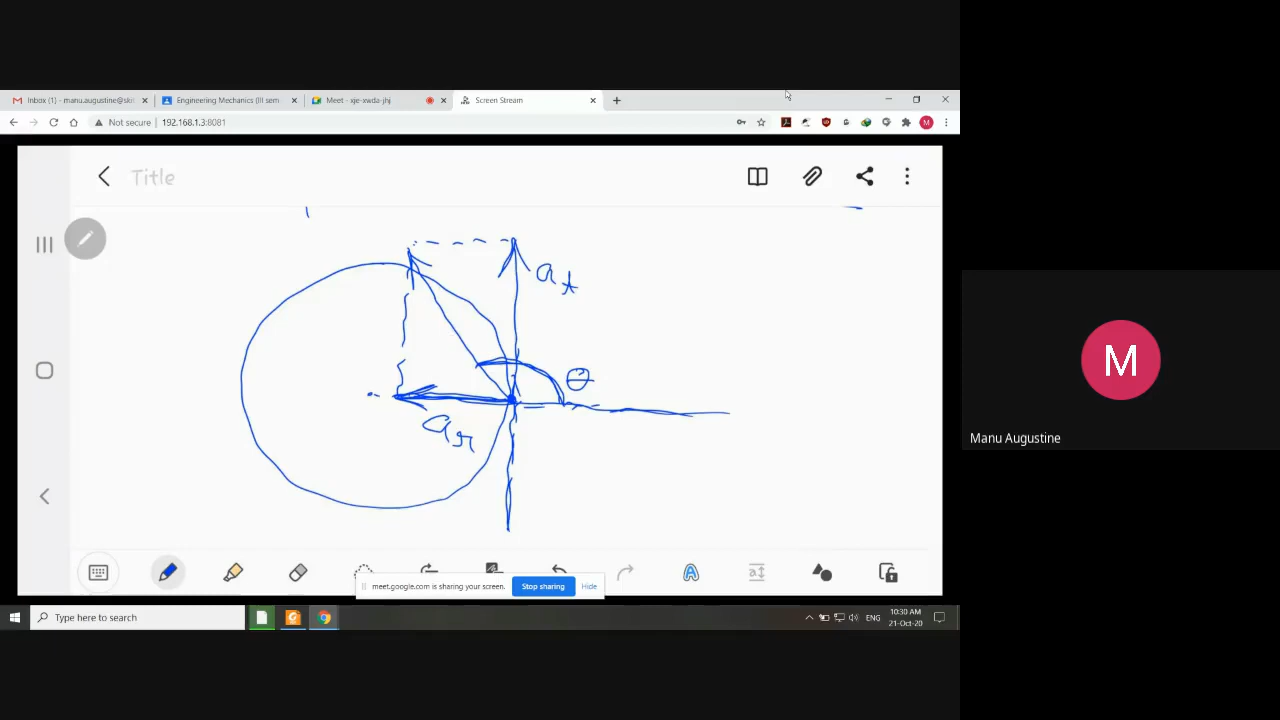 Inbox (1) - manu.augustine@skit
Engineering Mechanics (III sem
Meet - xje-xwda-jhj
Screen Stream
Not secure
192.168.1.3:8081
M
Title
a t
θ
a r
M
Manu Augustine
meet.google.com is sharing your screen.
Stop sharing
Hide
Type here to search
ENG
10:30 AM
21-Oct-20